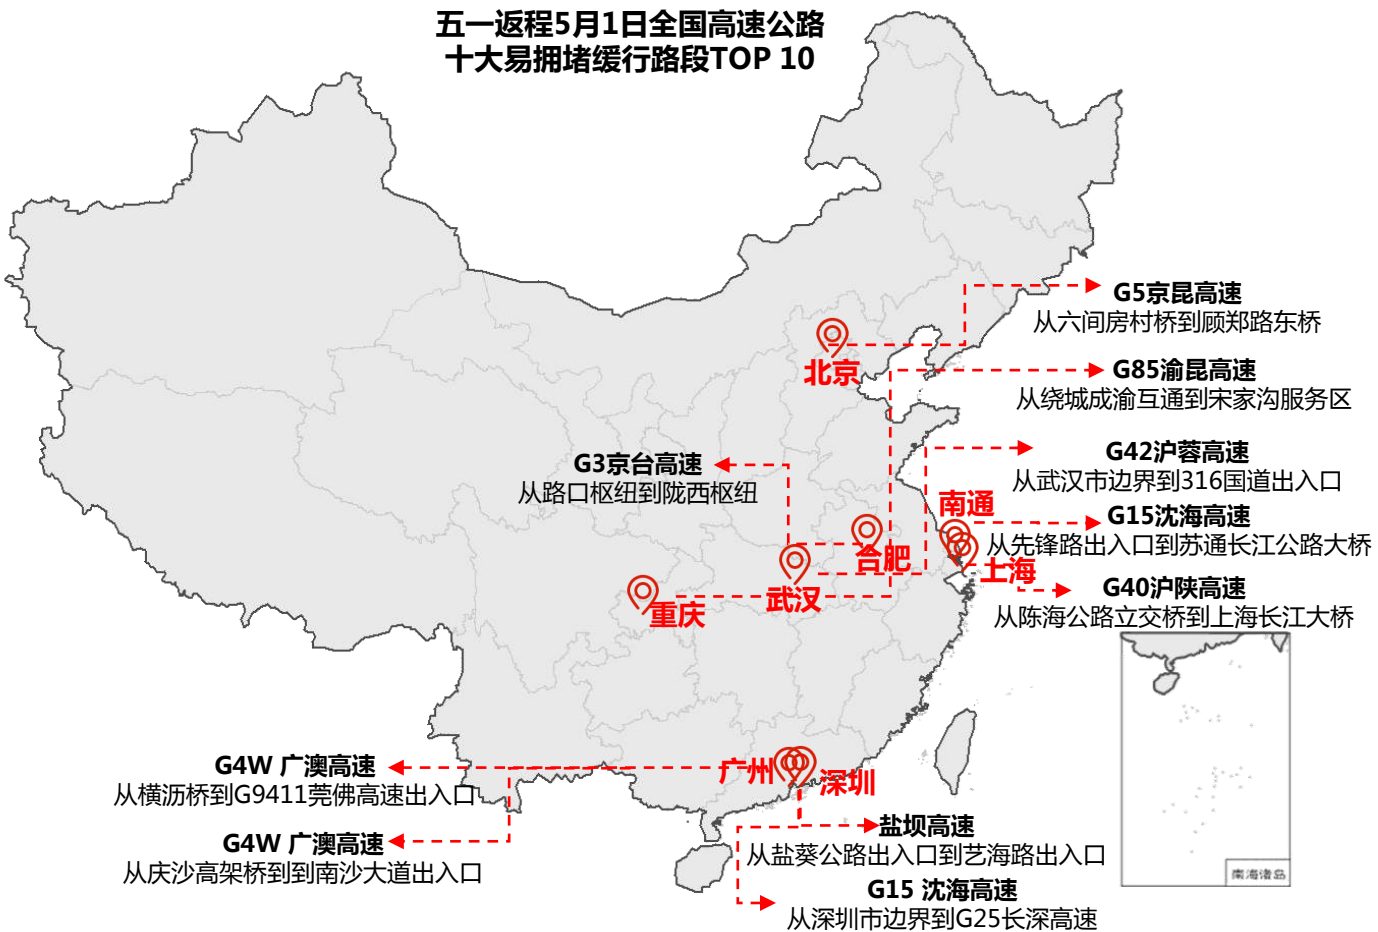 五一返程5月1日全国高速公路
十大易拥堵缓行路段TOP 10
G5京昆高速
从六间房村桥到顾郑路东桥
北京
G85渝昆高速
从绕城成渝互通到宋家沟服务区
G42沪蓉高速
从武汉市边界到316国道出入口
G3京台高速
从路口枢纽到陇西枢纽
南通
G15沈海高速
从先锋路出入口到苏通长江公路大桥
合肥
上海
武汉
重庆
G40沪陕高速
从陈海公路立交桥到上海长江大桥
G4W 广澳高速
从横沥桥到G9411莞佛高速出入口
广州
深圳
G4W 广澳高速
从庆沙高架桥到到南沙大道出入口
盐坝高速
从盐葵公路出入口到艺海路出入口
G15 沈海高速
从深圳市边界到G25长深高速
南海诸岛